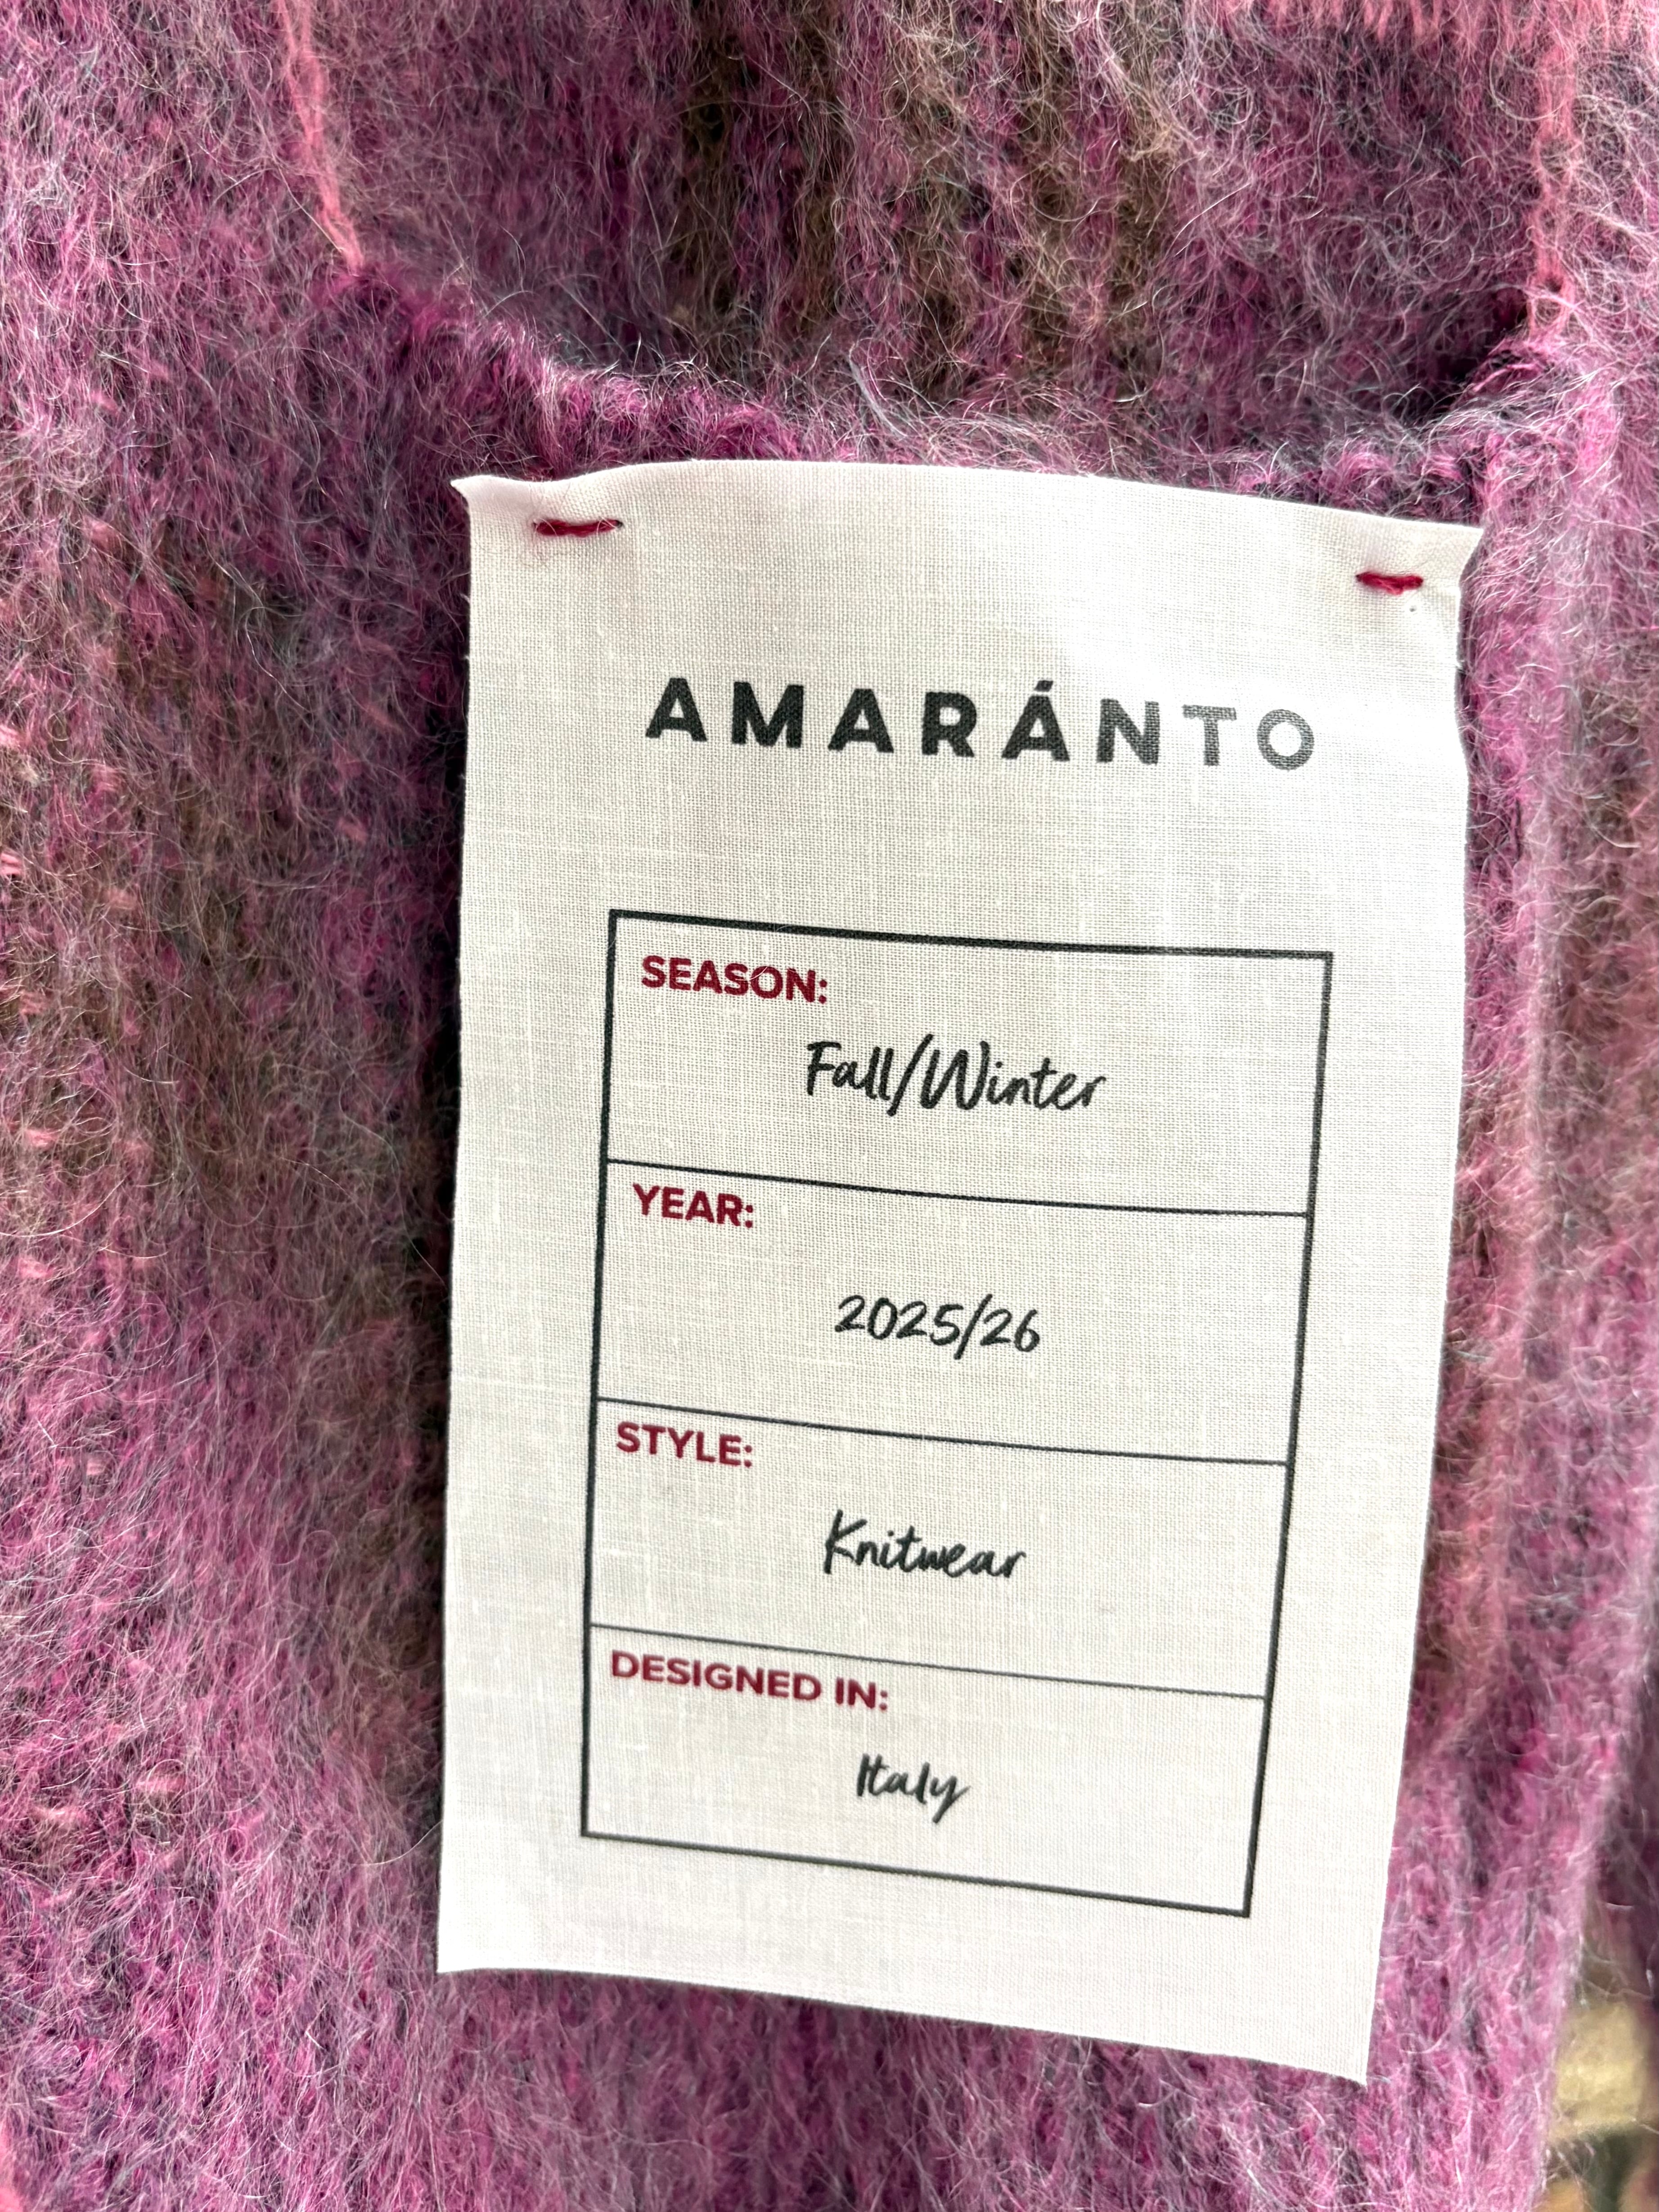 AMARÁNTO
SEASON:
Fall/Winter
YEAR:
2025/26
STYLE:
Knitwear
DESIGNED IN:
Italy